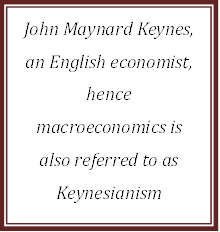 John Maynard Keynes,
an English economist,
hence
macroeconomics is
also referred to as
Keynesianism